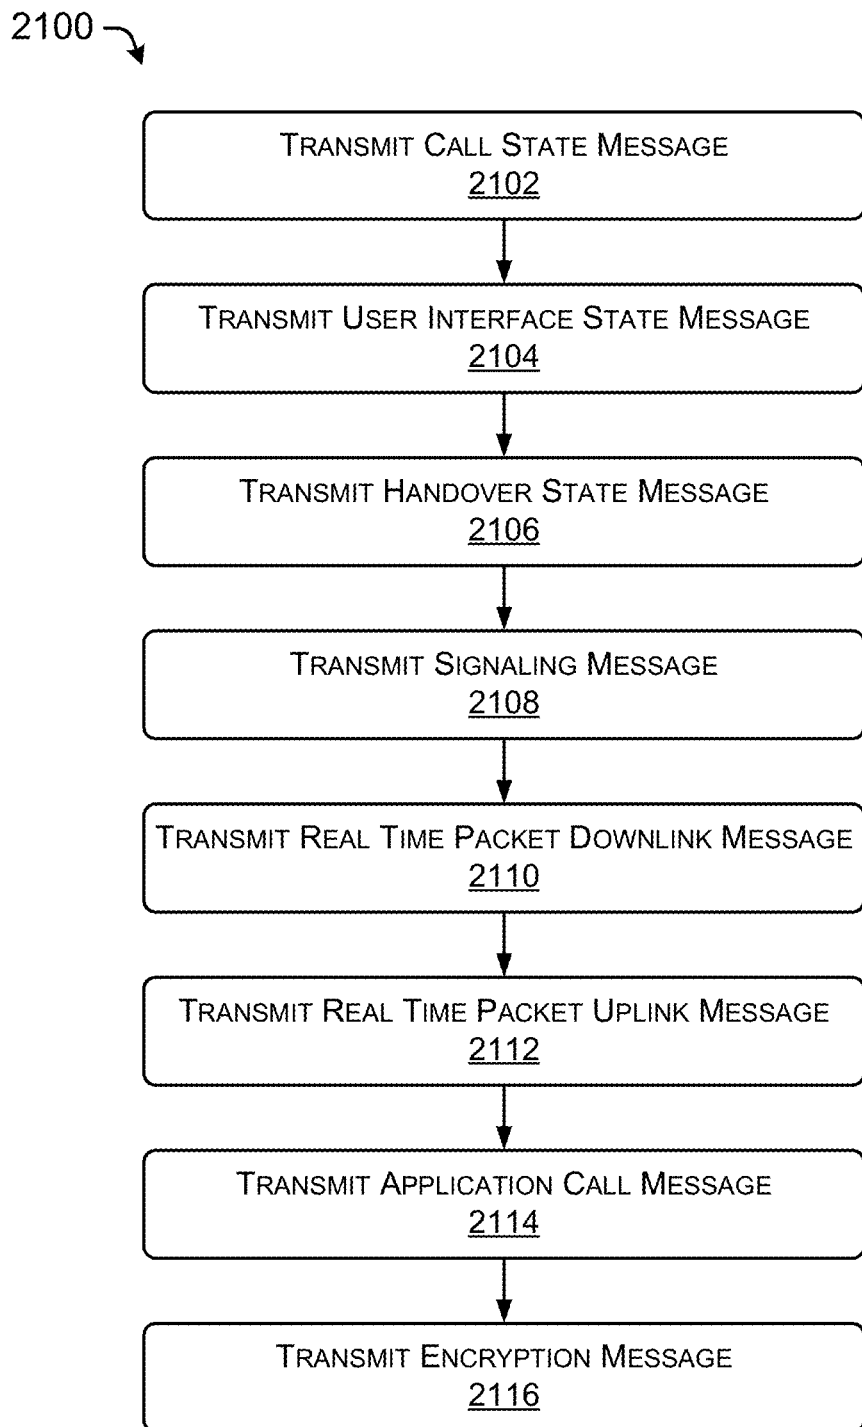 2100
TRANSMIT CALL STATE MESSAGE
2102
TRANSMIT USER INTERFACE STATE MESSAGE
2104
TRANSMIT HANDOVER STATE MESSAGE
2106
TRANSMIT SIGNALING MESSAGE
2108
TRANSMIT REAL TIME PACKET DOWNLINK MESSAGE
2110
TRANSMIT REAL TIME PACKET UPLINK MESSAGE
2112
TRANSMIT APPLICATION CALL MESSAGE
2114
TRANSMIT ENCRYPTION MESSAGE
2116